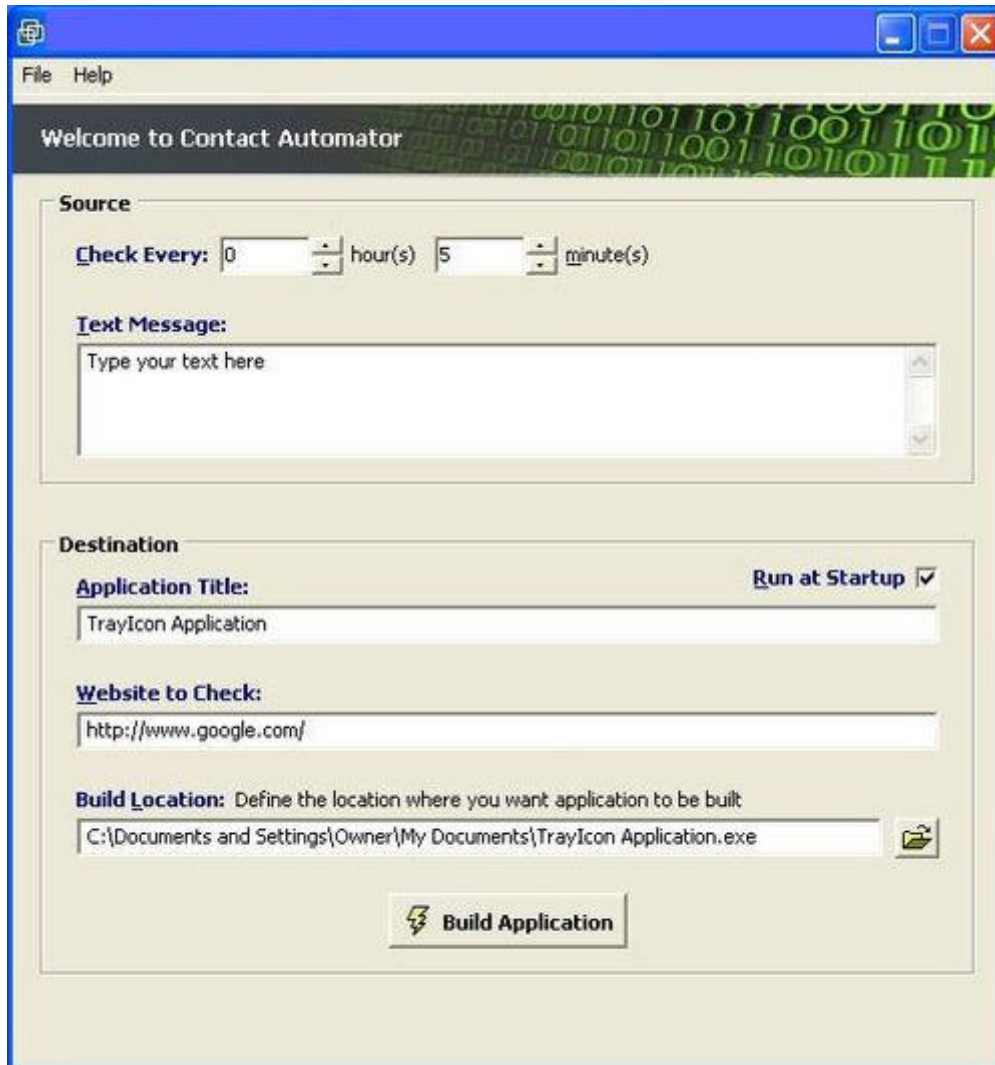 File Help
Welcome to Contact Automator
Source
Check Every: 0 hour(s) 5 minute(s)
Text Message:
Type your text here
Destination
Run at Startup
Application Title:
TrayIcon Application
Website to Check:
http://www.google.com/
Build Location: Define the location where you want application to be built
C:\Documents and Settings\Owner\My Documents\TrayIcon Application.exe
Build Application